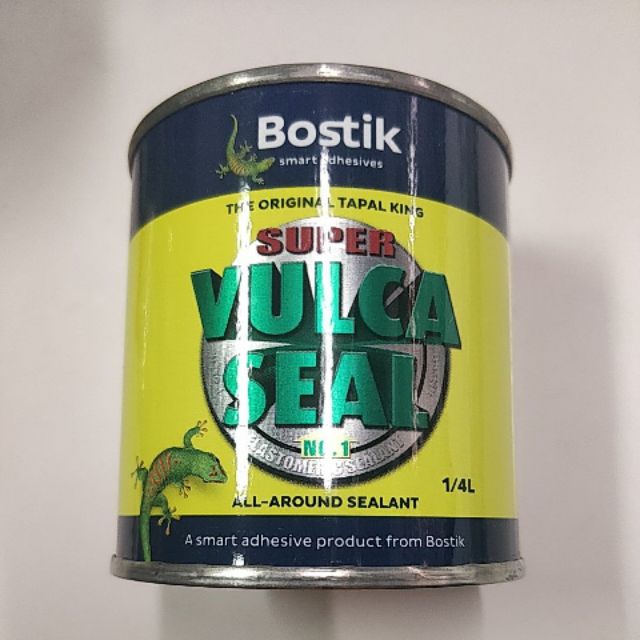 Bostik
smart adhesives
THE ORIGINAL TAPAL KING
SUPER
VULCA
SEAL
NO.1
ELASTOMERIC SEALANT
1/4L
ALL-AROUND SEALANT
A smart adhesive product from Bostik